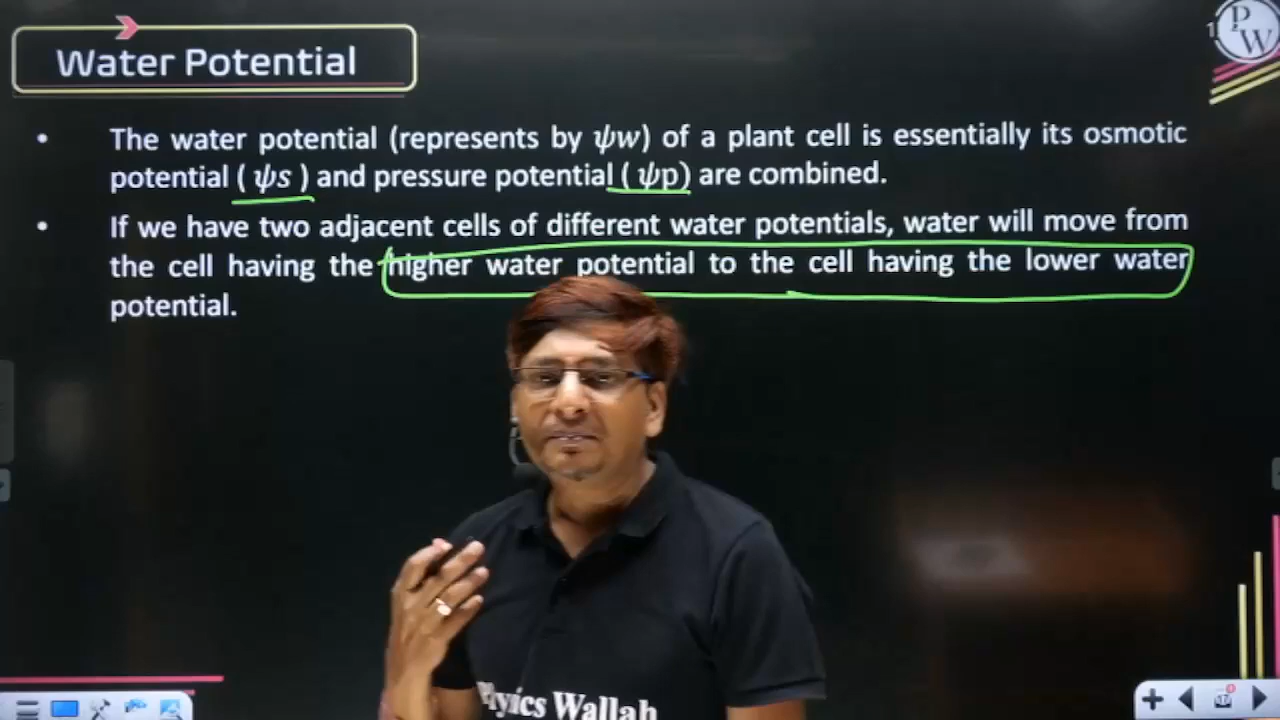 Water Potential
PW
• The water potential (represents by ψw) of a plant cell is essentially its osmotic
potential ( ψs ) and pressure potential ( ψp) are combined.
• If we have two adjacent cells of different water potentials, water will move from
the cell having the higher water potential to the cell having the lower water
potential.
Physics Wallah